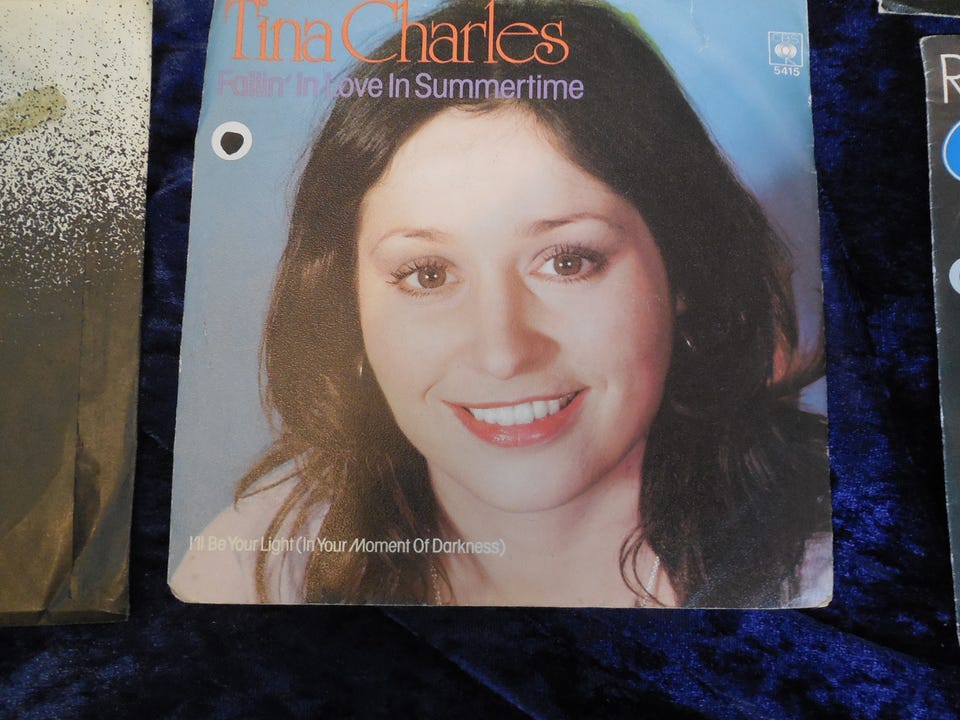 Tina Charles
Fallin' In Love In Summertime
CBS
5415
I'll Be Your Light (In Your Moment Of Darkness)
R